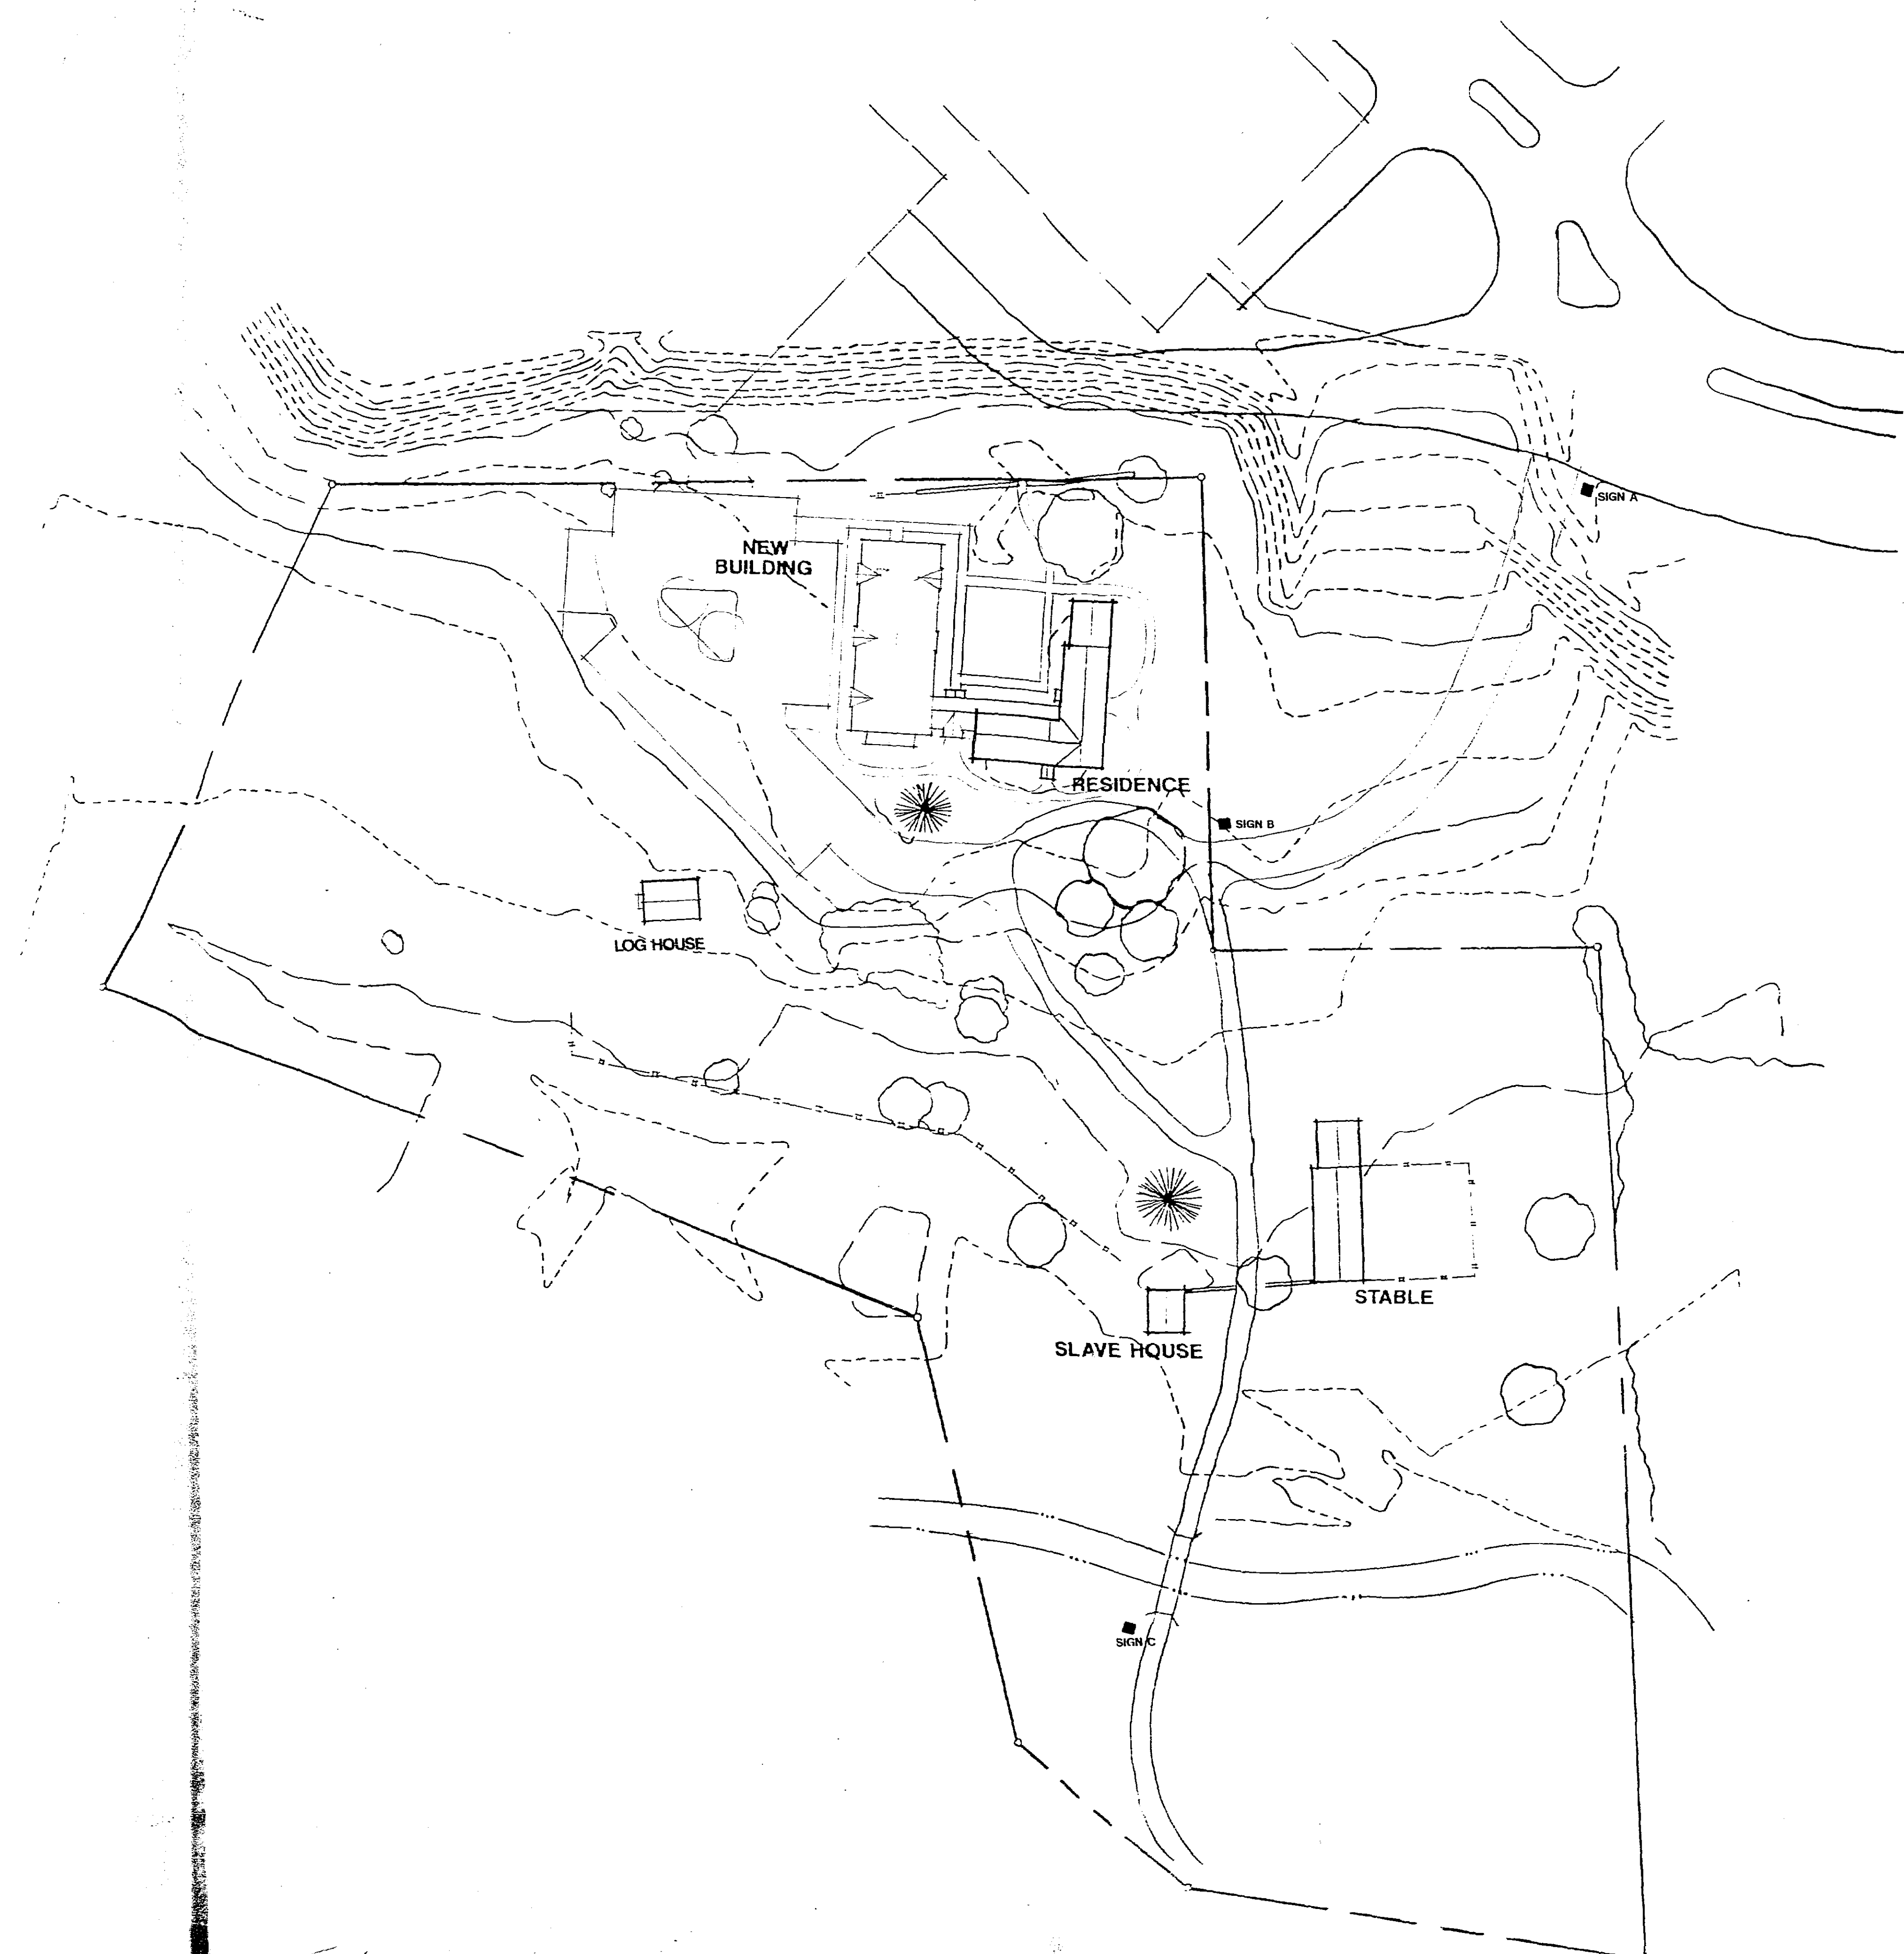 SIGN A
NEW
BUILDING
RESIDENCE
SIGN B
LOG HOUSE
STABLE
SLAVE HOUSE
SIGN C